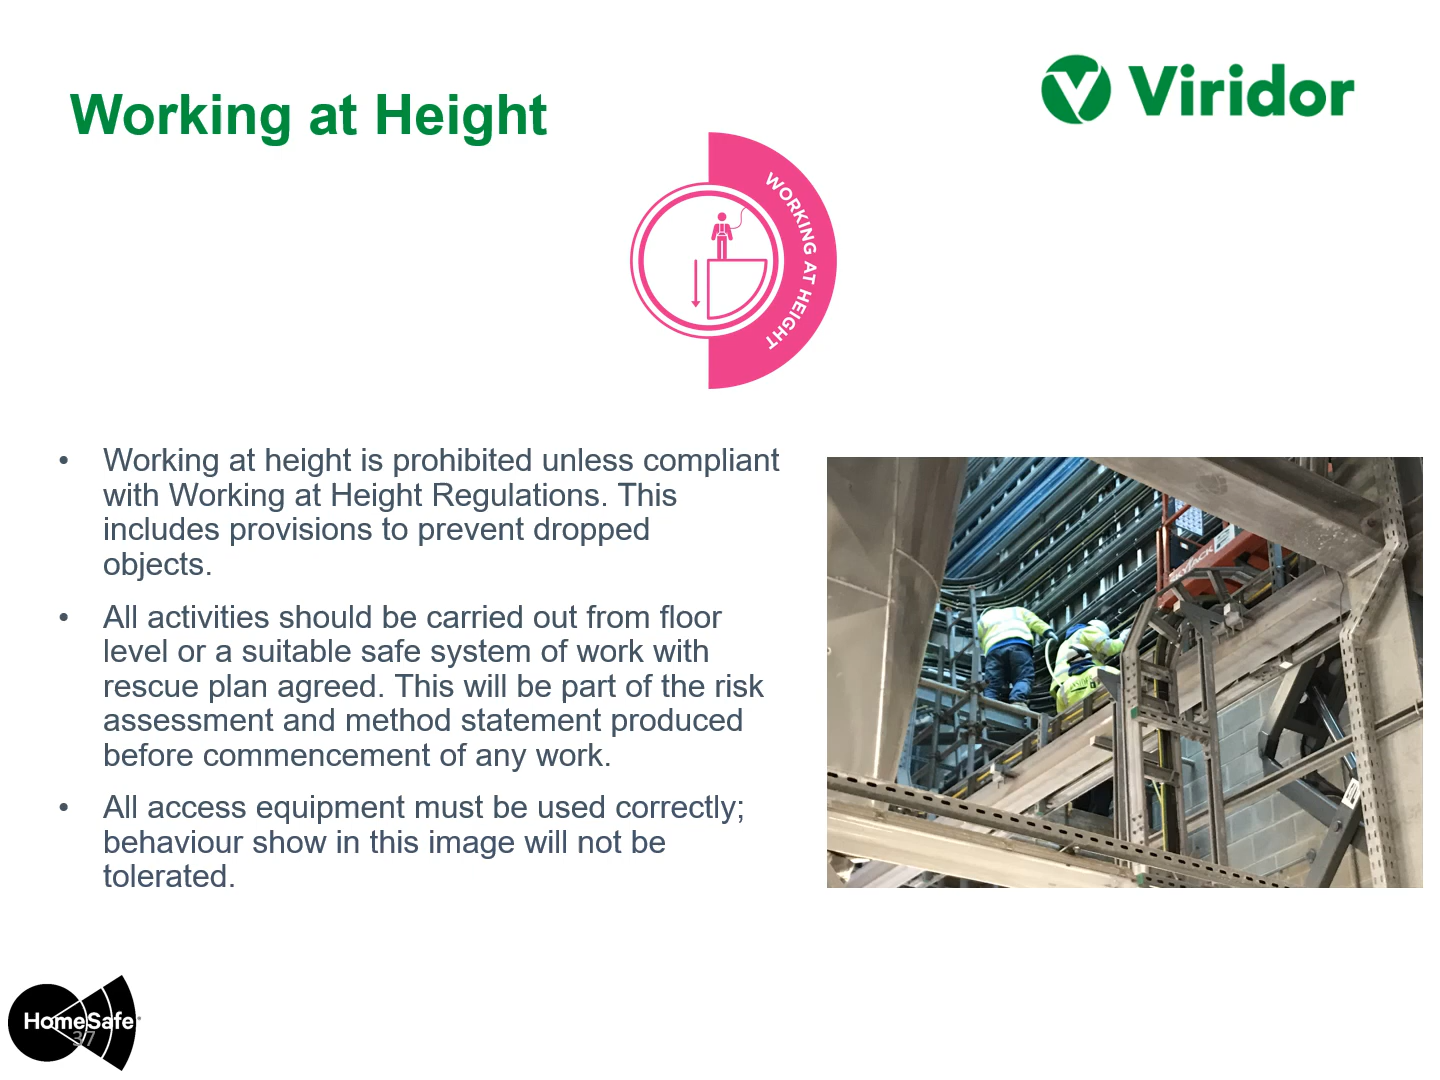 Working at Height
Viridor
WORKING AT HEIGHT
• Working at height is prohibited unless compliant
with Working at Height Regulations. This
includes provisions to prevent dropped
objects.
• All activities should be carried out from floor
level or a suitable safe system of work with
rescue plan agreed. This will be part of the risk
assessment and method statement produced
before commencement of any work.
• All access equipment must be used correctly;
behaviour show in this image will not be
tolerated.
HomeSafe
37